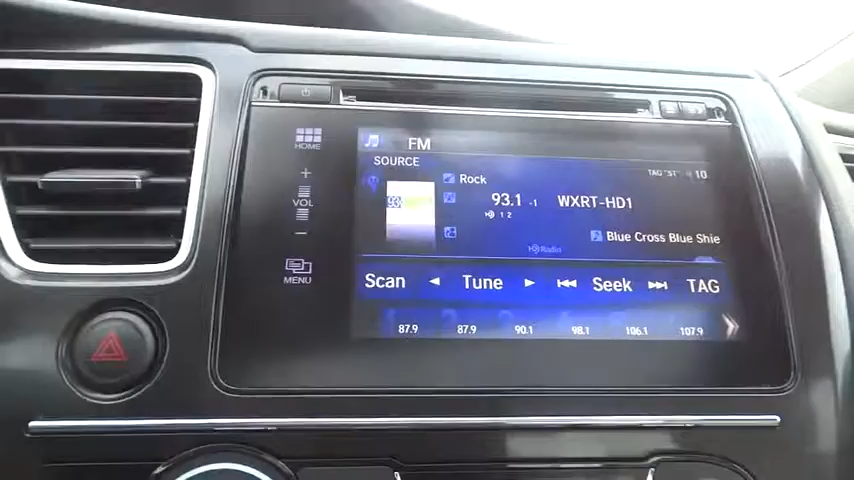 FM
HOME
SOURCE
TAG
10
Rock
93.1 -1
WXRT-HD1
VOL
1 2
Blue Cross Blue Shie
HD Radio
MENU
Scan
Tune
Seek
TAG
87.9
87.9
90.1
98.1
106.1
107.9